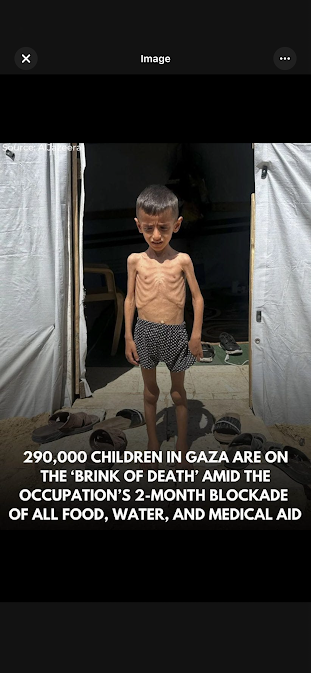 Image
Source: AlJazeera
290,000 CHILDREN IN GAZA ARE ON
THE ‘BRINK OF DEATH’ AMID THE
OCCUPATION’S 2-MONTH BLOCKADE
OF ALL FOOD, WATER, AND MEDICAL AID